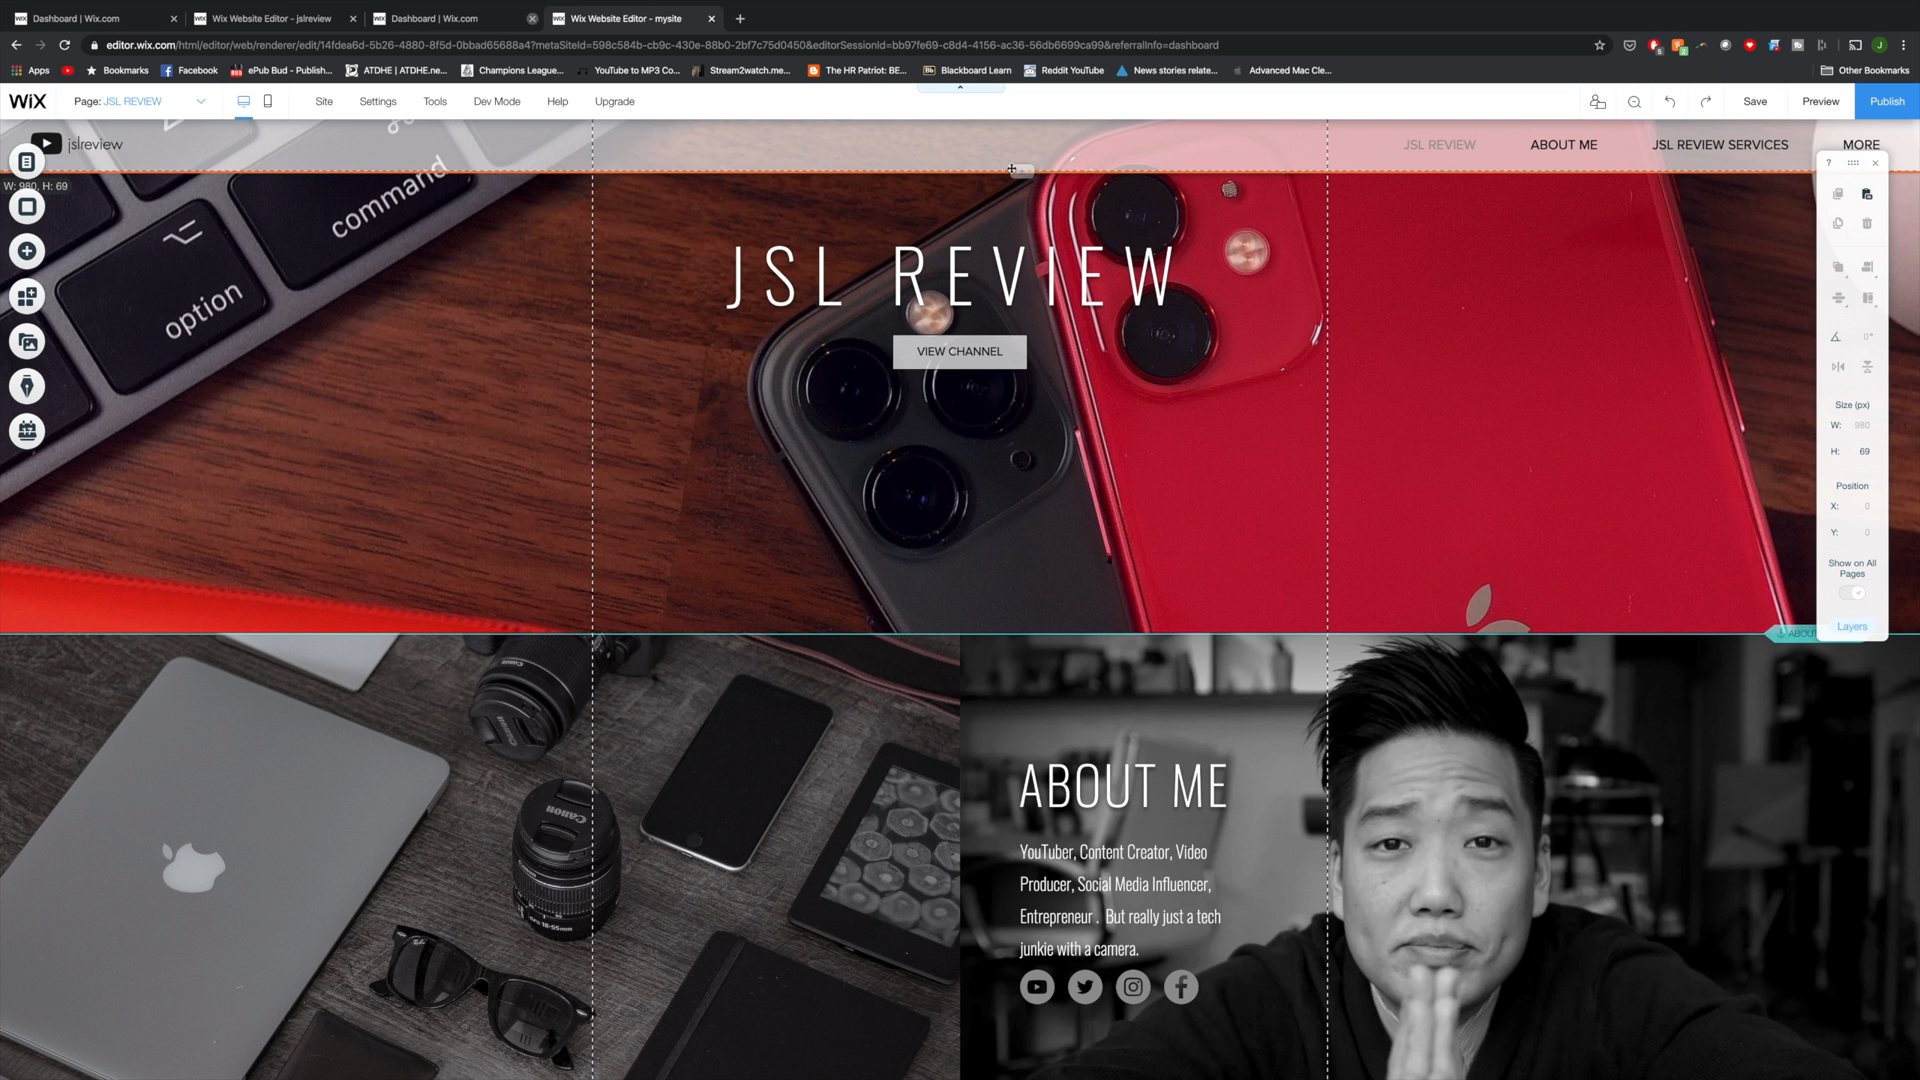 Dashboard | Wix.com
Wix Website Editor - jslreview
Dashboard | Wix.com
Wix Website Editor - mysite
editor.wix.com/html/editor/web/renderer/edit/14fdea6d-5b26-4880-8f5d-0bbad65688a4?metaSiteId=598c584b-cb9c-430e-88b0-2bf7c75d0450&editorSessionId=bb97fe69-c8d4-4156-ac36-56db6699ca99&referralInfo=dashboard
Apps
Bookmarks
Facebook
ePub Bud - Publish...
ATDHE | ATDHE.ne...
Champions League...
YouTube to MP3 Co...
Stream2watch.me...
The HR Patriot: BE...
Blackboard Learn
Reddit YouTube
News stories relate...
Advanced Mac Cle...
Other Bookmarks
WiX
Page: JSL REVIEW
Site
Settings
Tools
Dev Mode
Help
Upgrade
Save
Preview
Publish
jslreview
JSL REVIEW
ABOUT ME
JSL REVIEW SERVICES
MORE
W: 980, H: 69
command
option
JSL REVIEW
VIEW CHANNEL
?
0°
Size (px)
W: 980
H: 69
Position
X: 0
Y: 0
Show on All
Pages
Layers
ABOUT ME
YouTuber, Content Creator, Video
Producer, Social Media Influencer,
Entrepreneur . But really just a tech
junkie with a camera.
Canon